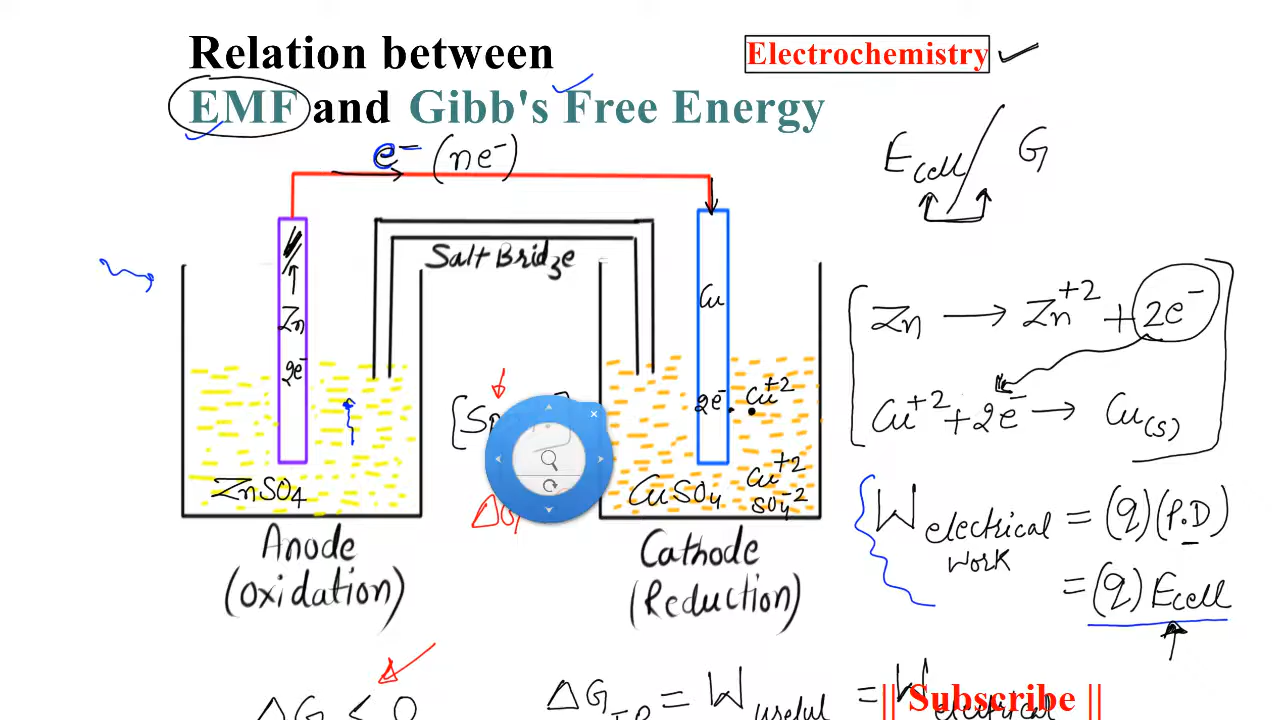 Relation between
EMF and Gibb's Free Energy
Electrochemistry
e⁻ (ne⁻)
Ecell / G
Salt Bridge
Zn
2e⁻
ZnSO4
Anode
(Oxidation)
Cu
2e⁻
Cu+2
CuSO4
Cu+2
SO4-2
Cathode
(Reduction)
Zn → Zn+2 + 2e⁻
Cu+2 + 2e⁻ → Cu(s)
W electrical work = (q)(P.D)
= (q) Ecell
ΔG < 0
ΔG T,P = W useful = W electrical
|| Subscribe ||